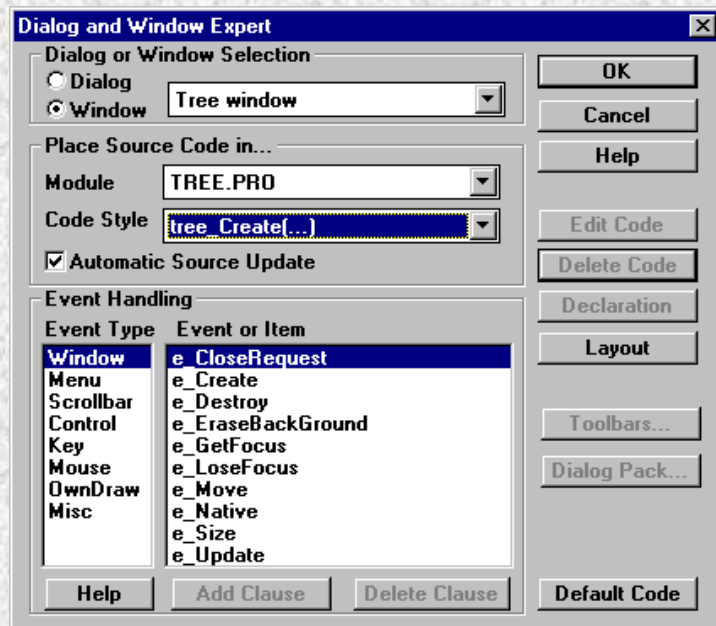 Dialog and Window Expert
Dialog or Window Selection
Dialog
Window
Tree window
OK
Cancel
Help
Place Source Code in...
Module
TREE.PRO
Code Style
tree_Create(...)
Automatic Source Update
Edit Code
Delete Code
Declaration
Layout
Toolbars...
Dialog Pack...
Event Handling
Event Type
Event or Item
Window
Menu
Scrollbar
Control
Key
Mouse
OwnDraw
Misc
e_CloseRequest
e_Create
e_Destroy
e_EraseBackGround
e_GetFocus
e_LoseFocus
e_Move
e_Native
e_Size
e_Update
Help
Add Clause
Delete Clause
Default Code